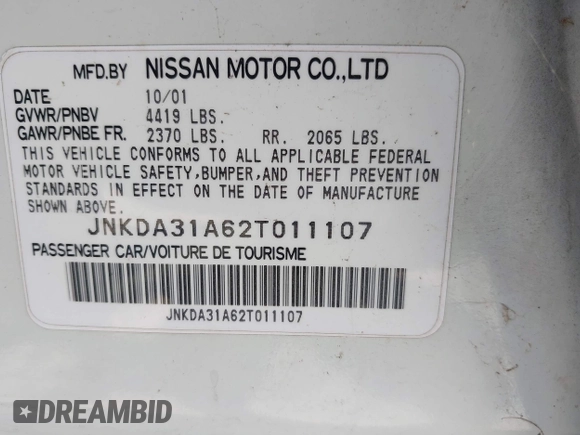 MFD.BY NISSAN MOTOR CO.,LTD
DATE 10/01
GVWR/PNBV 4419 LBS.
GAWR/PNBE FR. 2370 LBS. RR. 2065 LBS.
THIS VEHICLE CONFORMS TO ALL APPLICABLE FEDERAL
MOTOR VEHICLE SAFETY,BUMPER,AND THEFT PREVENTION
STANDARDS IN EFFECT ON THE DATE OF MANUFACTURE
SHOWN ABOVE.
JNKDA31A62T011107
PASSENGER CAR/VOITURE DE TOURISME
JNKDA31A62T011107
DREAMBID